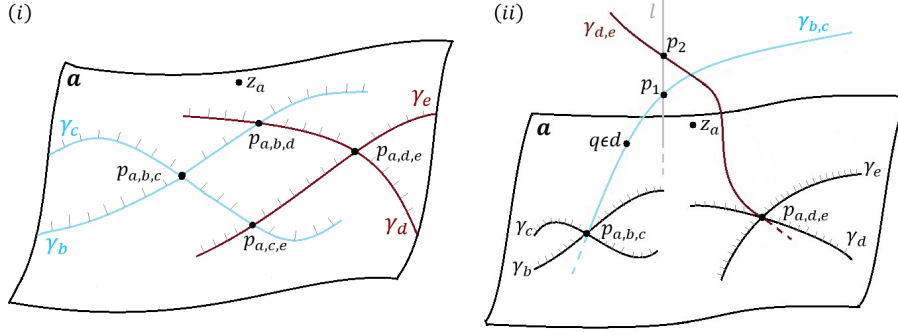 (i)
a
z_a
γ_c
γ_e
p_{a,b,d}
p_{a,b,c}
p_{a,d,e}
γ_b
p_{a,c,e}
γ_d
(ii)
l
γ_{d,e}
γ_{b,c}
p_2
p_1
a
z_a
qϵd
γ_e
γ_c
p_{a,b,c}
p_{a,d,e}
γ_b
γ_d